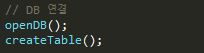 // DB 연결
openDB();
createTable();